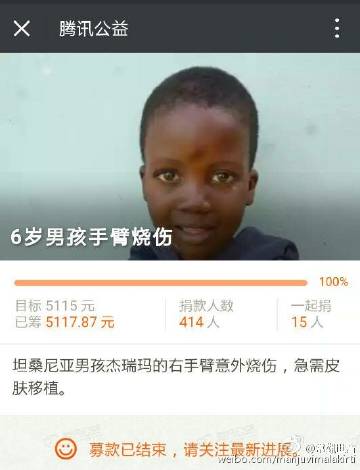 腾讯公益
6岁男孩手臂烧伤
100%
目标 5115 元
已筹 5117.87 元
捐款人数
414 人
一起捐
15 人
坦桑尼亚男孩杰瑞玛的右手臂意外烧伤，急需皮
肤移植。
募款已结束，请关注最新进展。
weibo.com/manjuvimalakirti